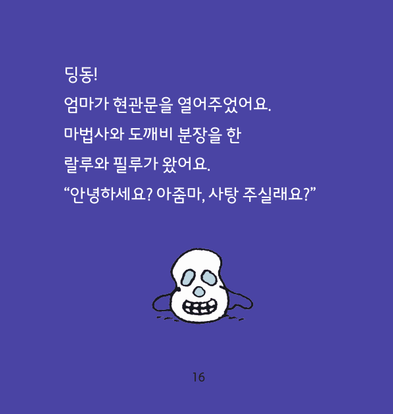 딩동!
엄마가 현관문을 열어주었어요.
마법사와 도깨비 분장을 한
랄루와 필루가 왔어요.
“안녕하세요? 아줌마, 사탕 주실래요?”
16